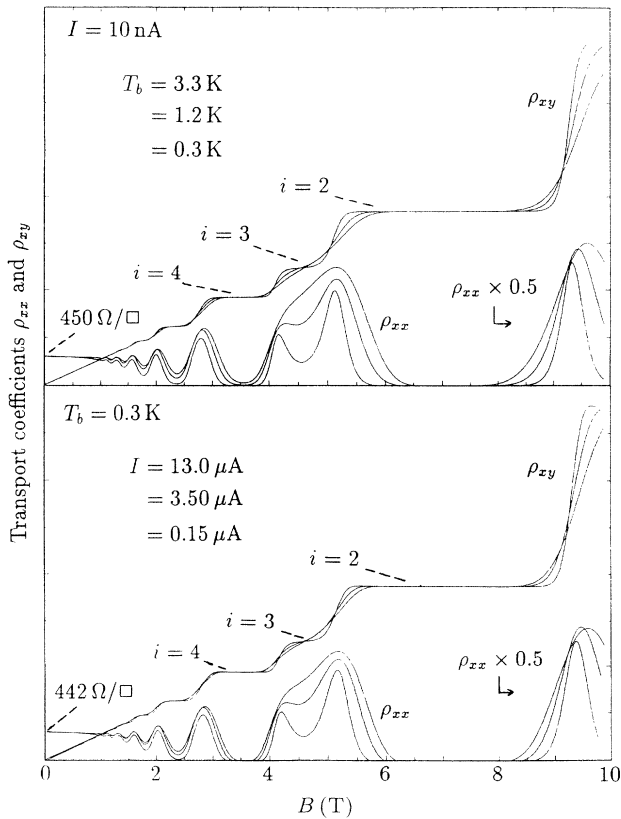 I = 10 nA
T_b = 3.3 K
= 1.2 K
= 0.3 K
ρ_xy
i = 2
i = 3
i = 4
ρ_xx × 0.5
450 Ω/□
ρ_xx
T_b = 0.3 K
I = 13.0 μA
= 3.50 μA
= 0.15 μA
ρ_xy
i = 2
i = 3
i = 4
ρ_xx × 0.5
442 Ω/□
ρ_xx
0 2 4 6 8 10
B (T)
Transport coefficients ρ_xx and ρ_xy